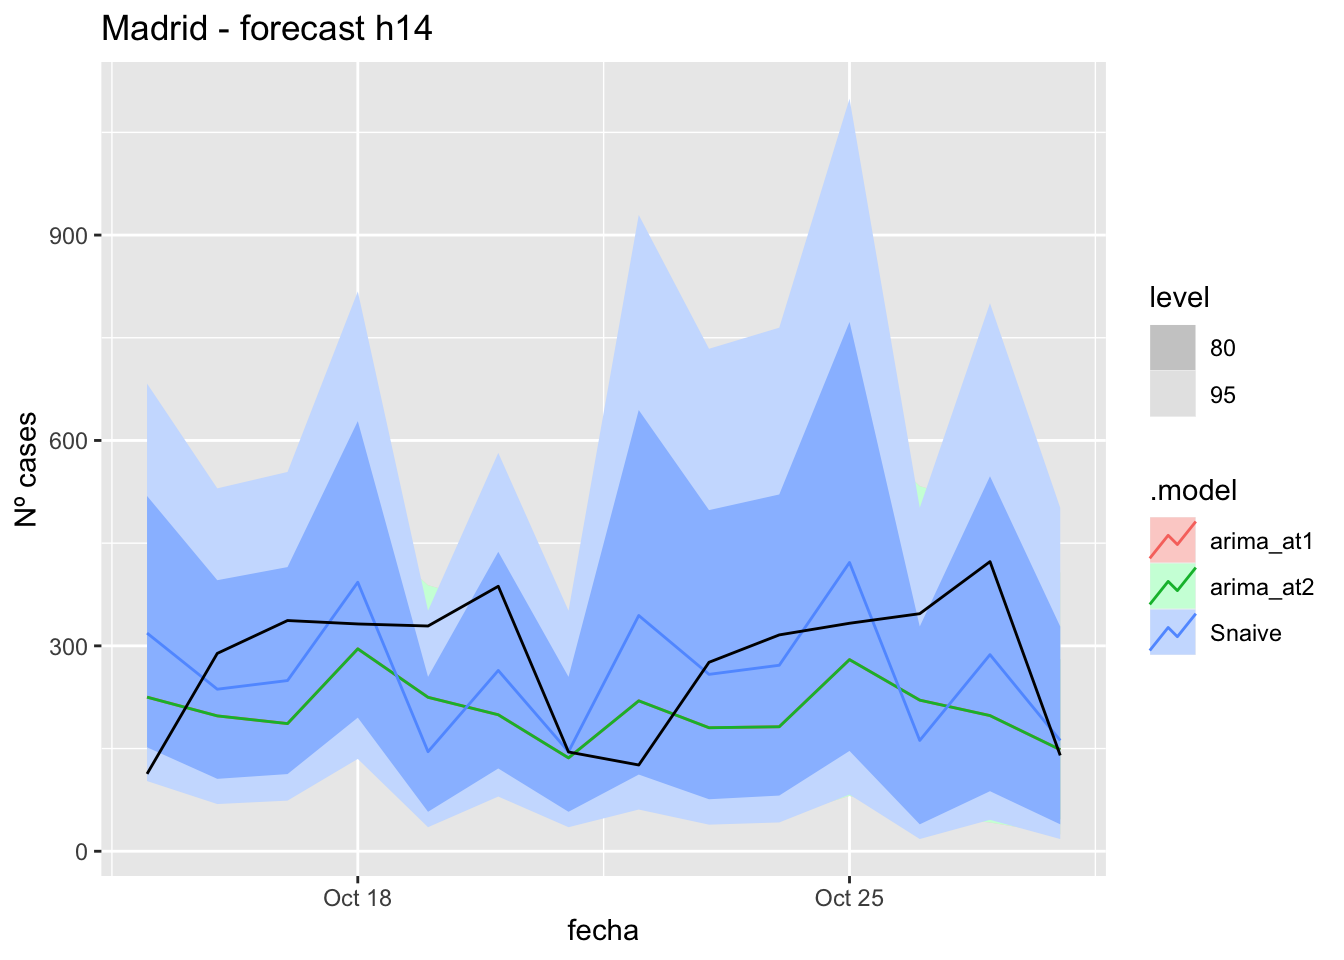 Madrid - forecast h14
Nº cases
900
600
300
0
Oct 18
Oct 25
fecha
level
80
95
.model
arima_at1
arima_at2
Snaive